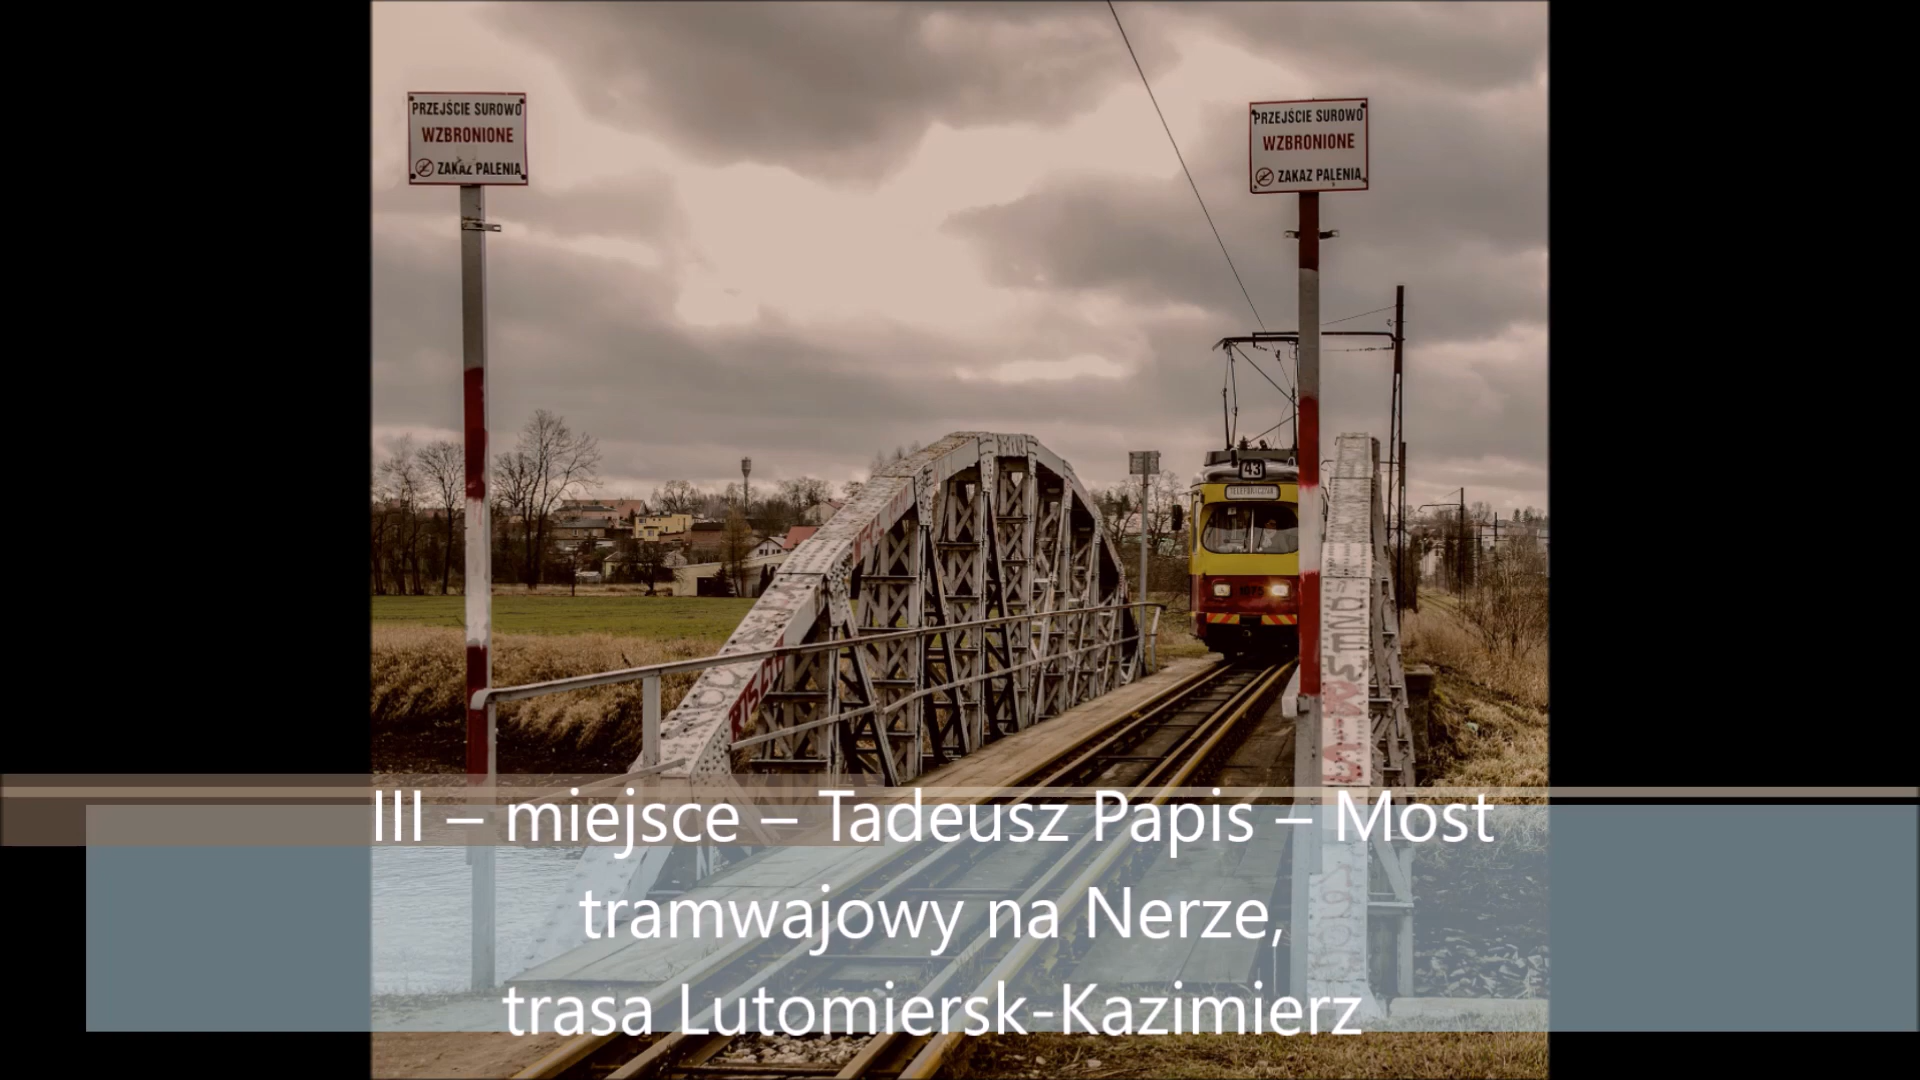 PRZEJŚCIE SUROWO
WZBRONIONE
ZAKAZ PALENIA
PRZEJŚCIE SUROWO
WZBRONIONE
ZAKAZ PALENIA
43
III – miejsce – Tadeusz Papis – Most
tramwajowy na Nerze,
trasa Lutomiersk-Kazimierz